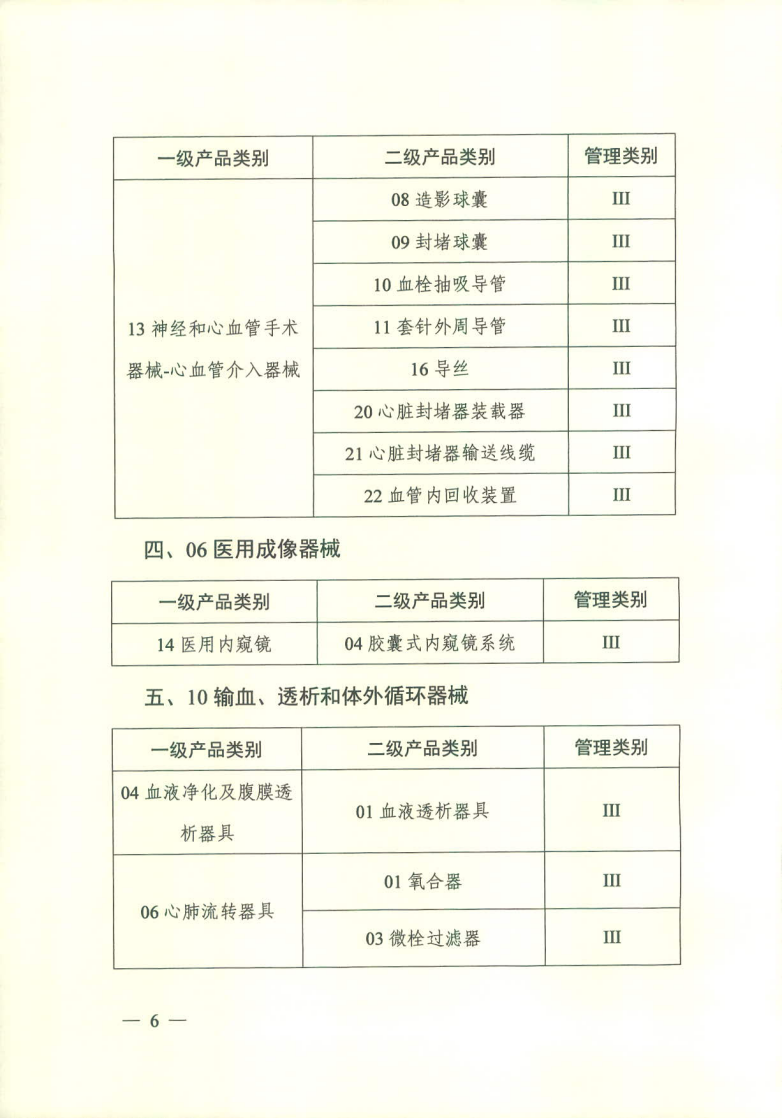 一级产品类别 二级产品类别 管理类别
08 造影球囊 III
09 封堵球囊 III
10 血栓抽吸导管 III
13 神经和心血管手术 11 套针外周导管 III
器械-心血管介入器械 16 导丝 III
20 心脏封堵器装载器 III
21 心脏封堵器输送线缆 III
22 血管内回收装置 III
四、06 医用成像器械
一级产品类别 二级产品类别 管理类别
14 医用内窥镜 04 胶囊式内窥镜系统 III
五、10 输血、透析和体外循环器械
一级产品类别 二级产品类别 管理类别
04 血液净化及腹膜透
析器具 01 血液透析器具 III
06 心肺流转器具 01 氧合器 III
03 微栓过滤器 III
— 6 —